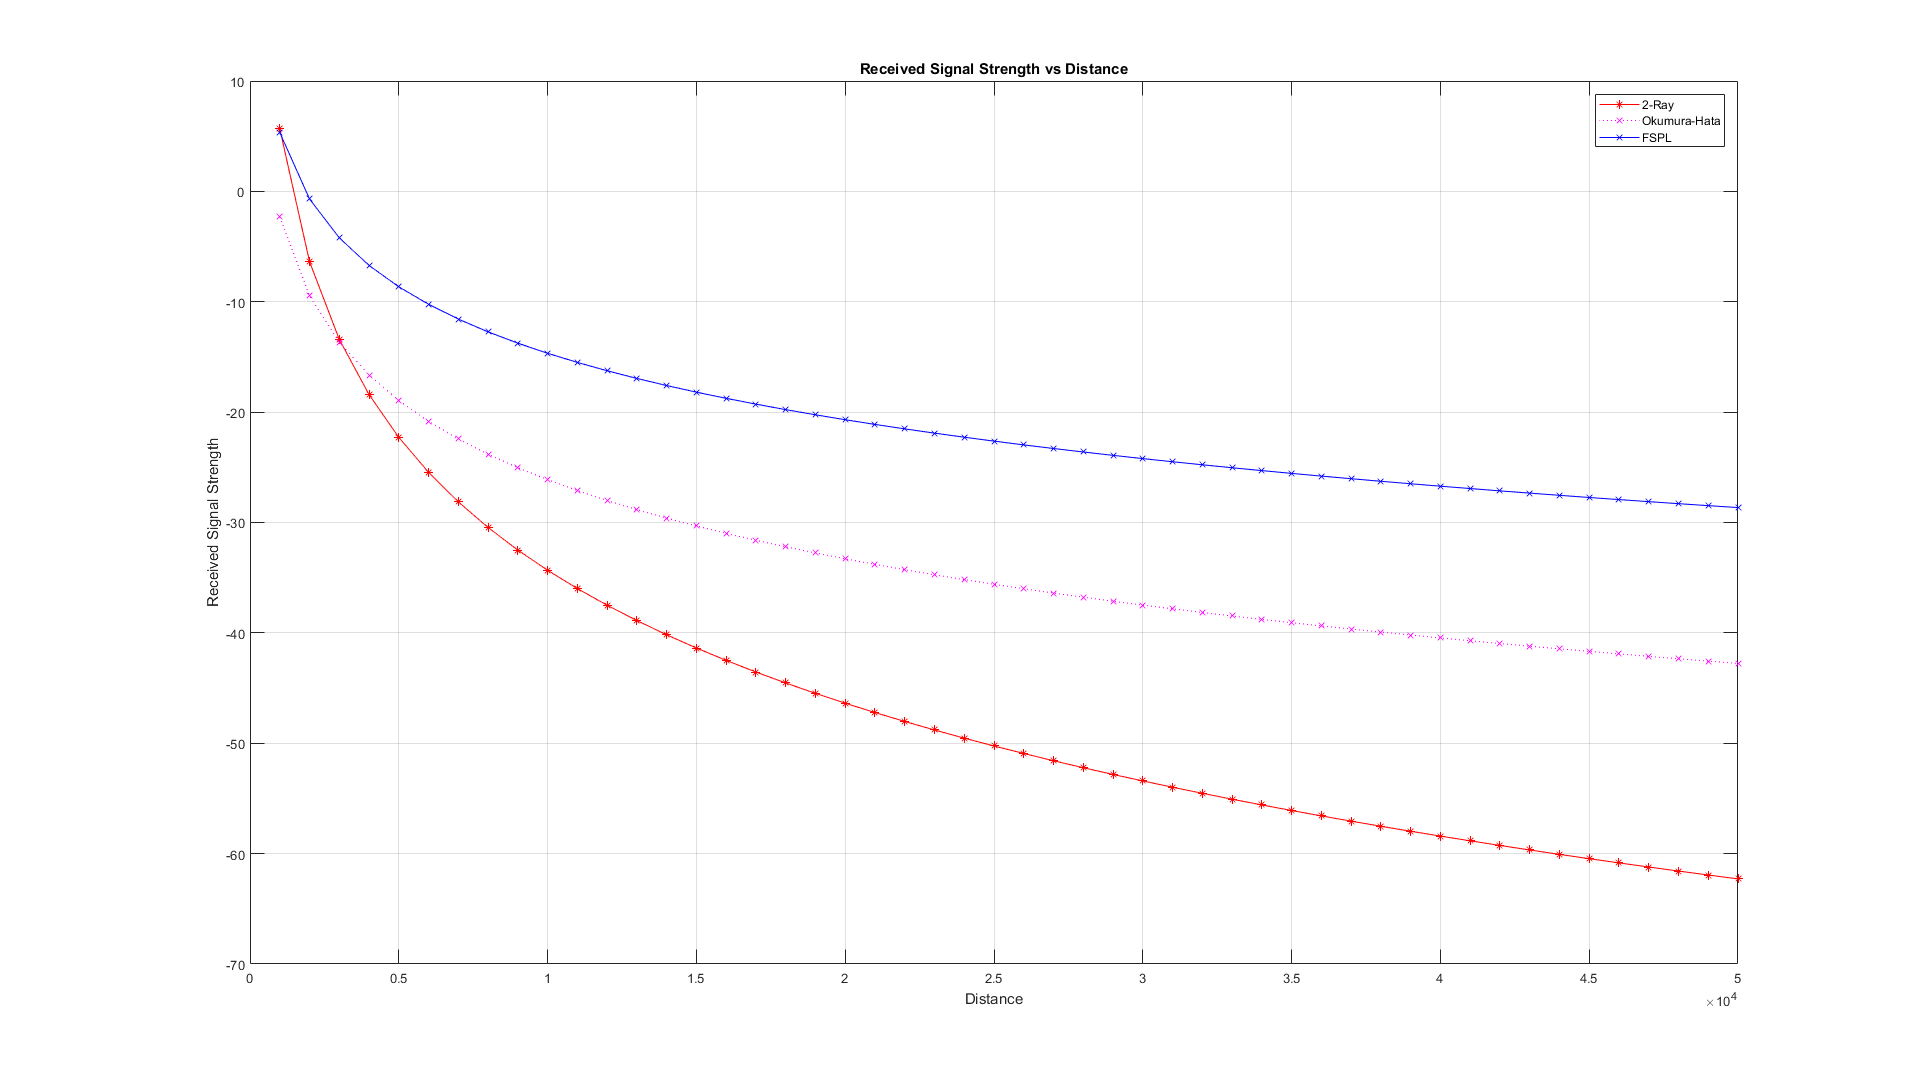 Received Signal Strength vs Distance
2-Ray
Okumura-Hata
FSPL
10
0
-10
-20
-30
-40
-50
-60
-70
Received Signal Strength
0 0.5 1 1.5 2 2.5 3 3.5 4 4.5 5
Distance
×10⁴